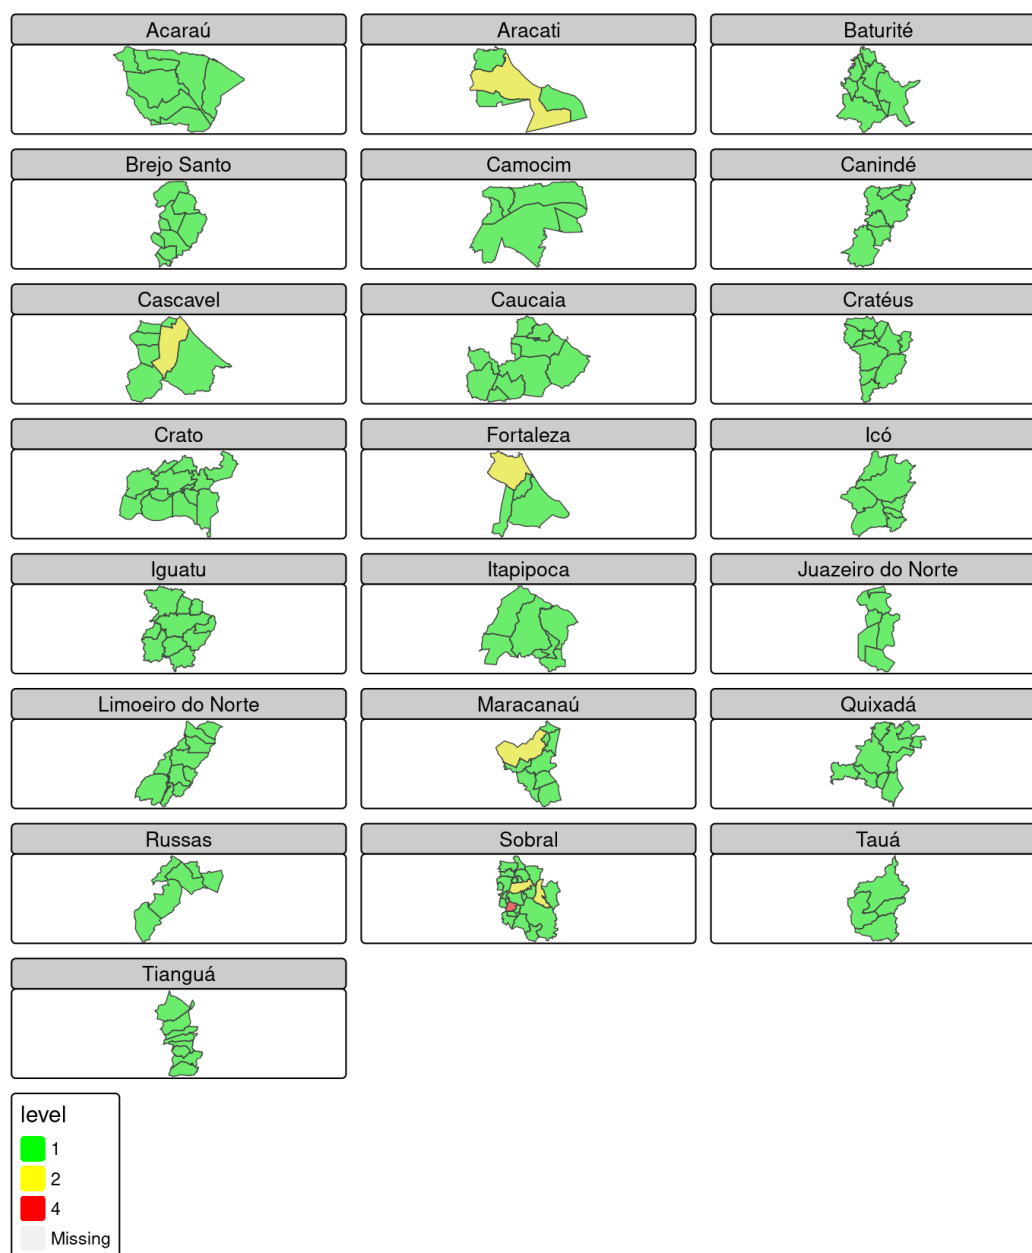 Acaraú
Aracati
Baturité
Brejo Santo
Camocim
Canindé
Cascavel
Caucaia
Cratéus
Crato
Fortaleza
Icó
Iguatu
Itapipoca
Juazeiro do Norte
Limoeiro do Norte
Maracanaú
Quixadá
Russas
Sobral
Tauá
Tianguá
level
1
2
4
Missing